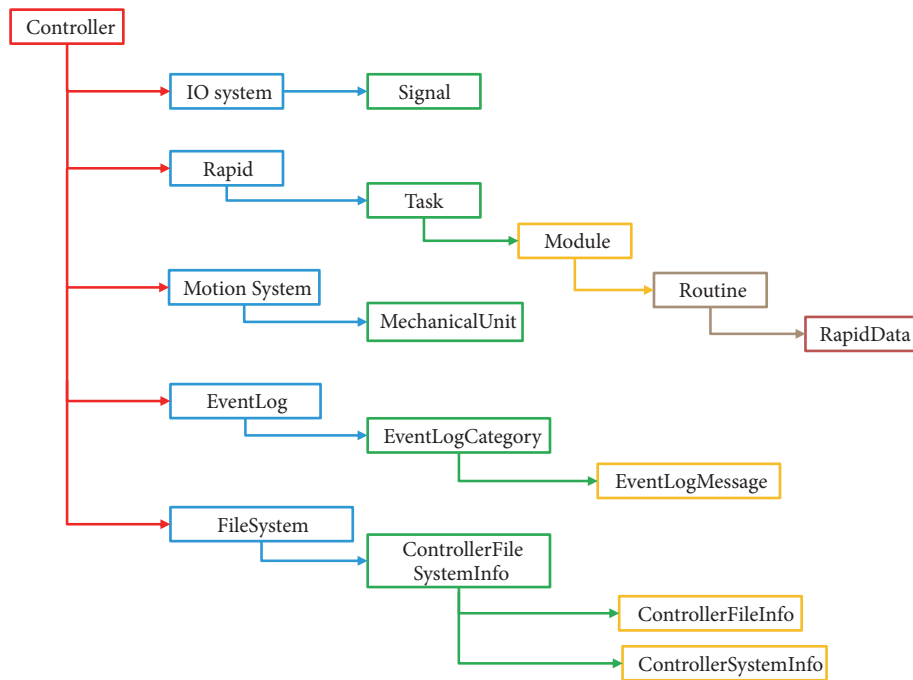 Controller
IO system
Signal
Rapid
Task
Module
Motion System
Routine
MechanicalUnit
RapidData
EventLog
EventLogCategory
EventLogMessage
FileSystem
ControllerFile
SystemInfo
ControllerFileInfo
ControllerSystemInfo